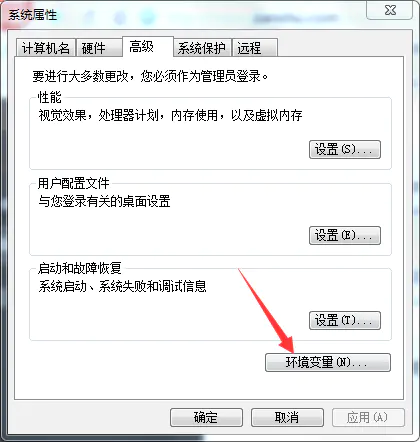 系统属性
计算机名 硬件 高级 系统保护 远程
要进行大多数更改，您必须作为管理员登录。
性能
视觉效果，处理器计划，内存使用，以及虚拟内存
设置(S)...
用户配置文件
与您登录有关的桌面设置
设置(E)...
启动和故障恢复
系统启动、系统失败和调试信息
设置(T)...
环境变量(N)...
确定 取消 应用(A)